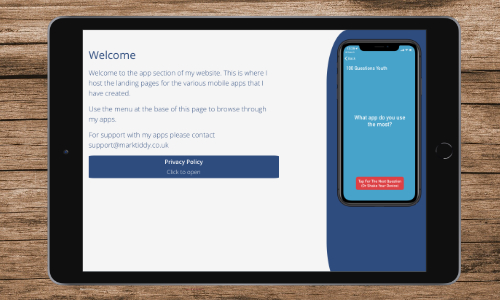 Welcome
Welcome to the app section of my website. This is where I
host the landing pages for the various mobile apps that I
have created.
Use the menu at the base of this page to browse through
my apps.
For support with my apps please contact
support@marktiddy.co.uk
Privacy Policy
Click to open
100 Questions Youth
What app do you use
the most?
Tap For The Next Question
Or Shake Your Device